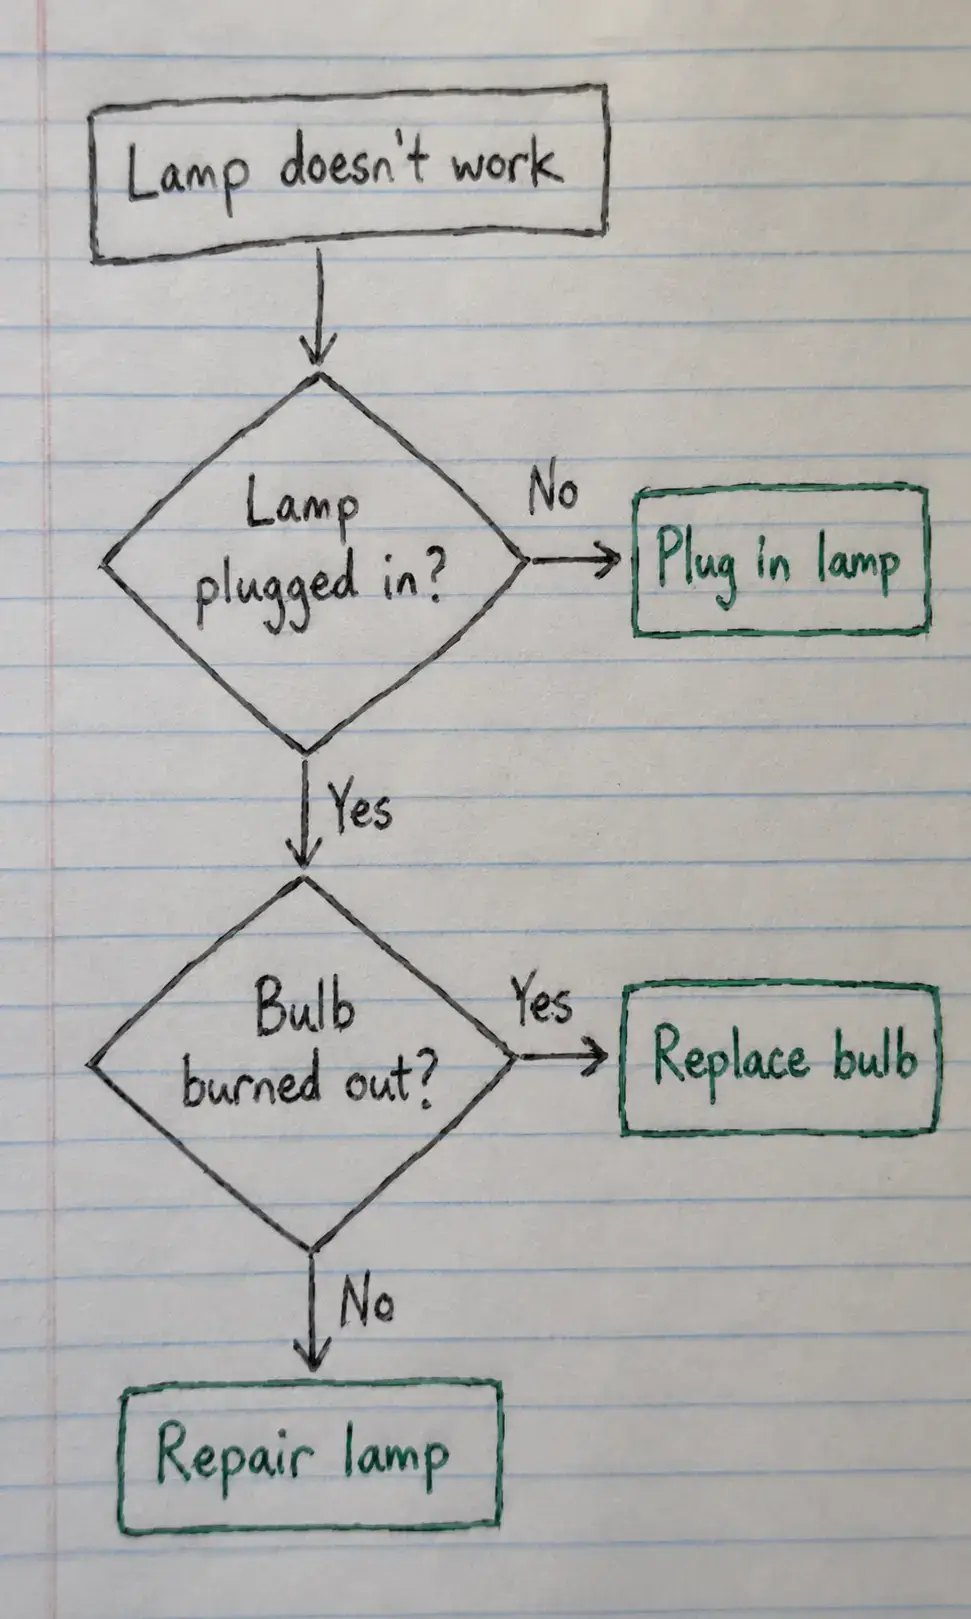 Lamp doesn't work
Lamp
plugged in?
No
Plug in lamp
Yes
Bulb
burned out?
Yes
Replace bulb
No
Repair lamp